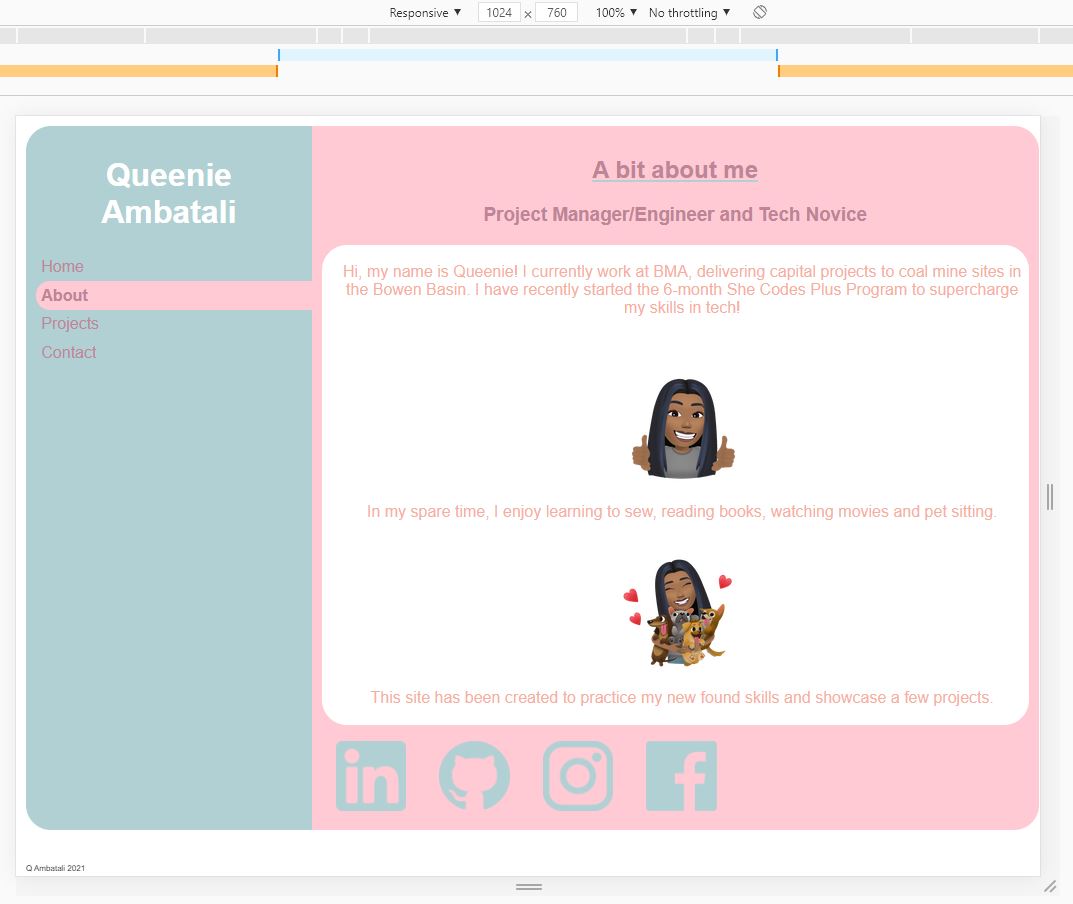 Responsive ▼ 1024 × 760 100% ▼ No throttling ▼
Queenie
Ambatali
Home
About
Projects
Contact
A bit about me
Project Manager/Engineer and Tech Novice
Hi, my name is Queenie! I currently work at BMA, delivering capital projects to coal mine sites in
the Bowen Basin. I have recently started the 6-month She Codes Plus Program to supercharge
my skills in tech!
In my spare time, I enjoy learning to sew, reading books, watching movies and pet sitting.
This site has been created to practice my new found skills and showcase a few projects.
in
f
Q Ambatali 2021